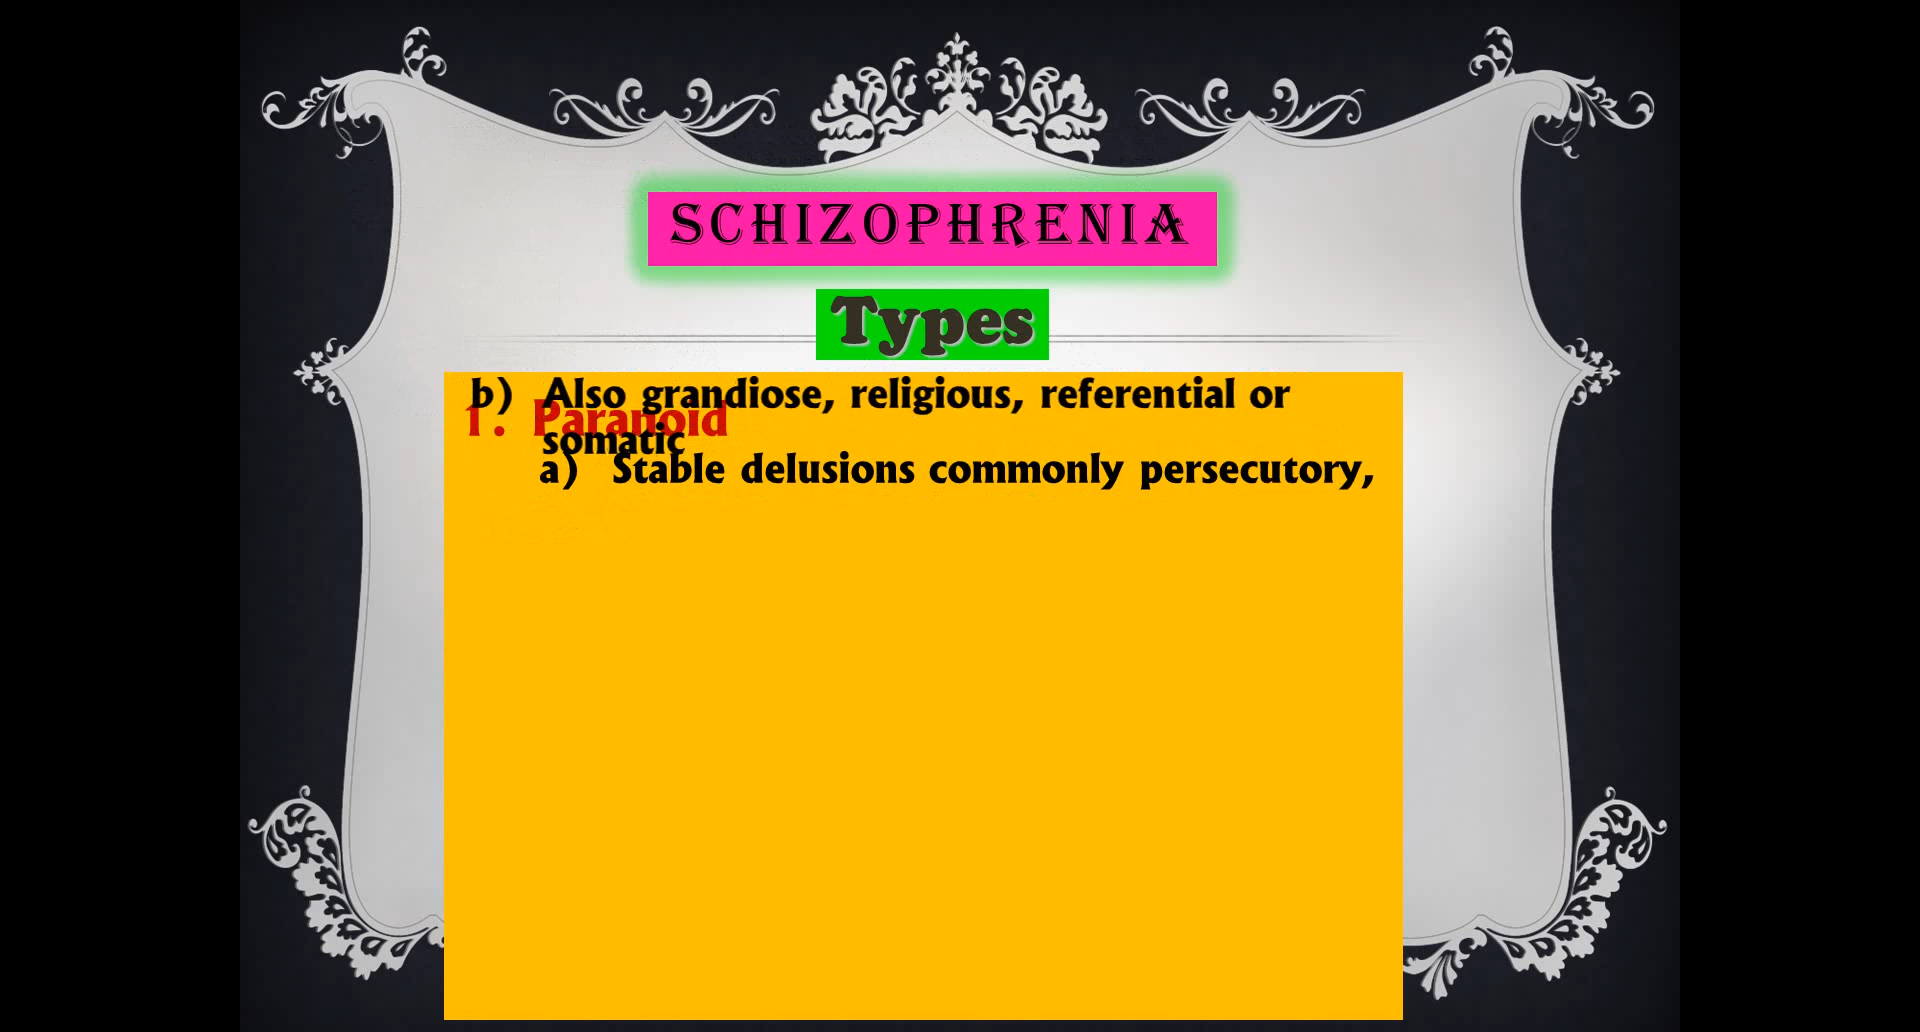 SCHIZOPHRENIA
Types
b) Also grandiose, religious, referential or
1. Paranoid
somatic
a) Stable delusions commonly persecutory,